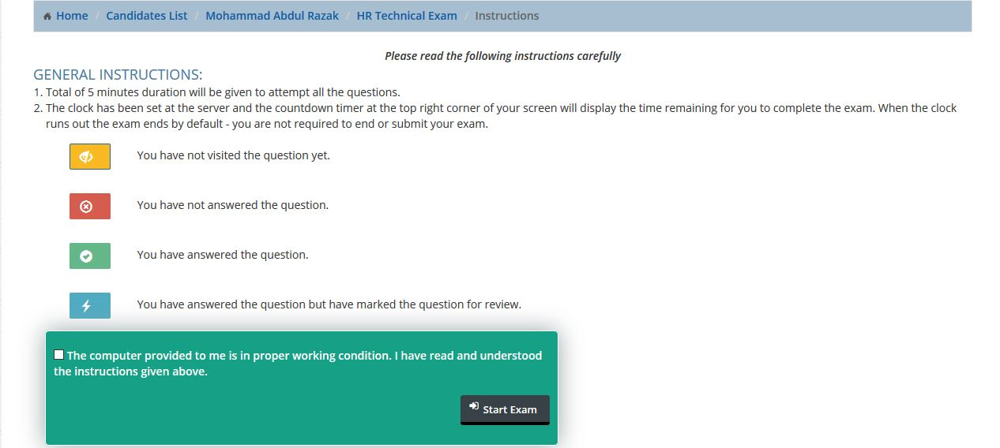 Home / Candidates List / Mohammad Abdul Razak / HR Technical Exam / Instructions
Please read the following instructions carefully
GENERAL INSTRUCTIONS:
1. Total of 5 minutes duration will be given to attempt all the questions.
2. The clock has been set at the server and the countdown timer at the top right corner of your screen will display the time remaining for you to complete the exam. When the clock
runs out the exam ends by default - you are not required to end or submit your exam.
You have not visited the question yet.
You have not answered the question.
You have answered the question.
You have answered the question but have marked the question for review.
The computer provided to me is in proper working condition. I have read and understood
the instructions given above.
Start Exam